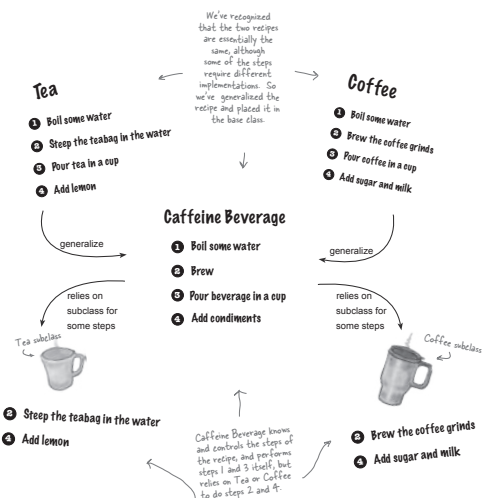 We've recognized
that the two recipes
are essentially the
same, although
some of the steps
require different
implementations. So
we've generalized the
recipe and placed it in
the base class.
Tea
1 Boil some water
2 Steep the teabag in the water
3 Pour tea in a cup
4 Add lemon
Coffee
1 Boil some water
2 Brew the coffee grinds
3 Pour coffee in a cup
4 Add sugar and milk
Caffeine Beverage
1 Boil some water
2 Brew
3 Pour beverage in a cup
4 Add condiments
generalize
generalize
relies on
subclass for
some steps
relies on
subclass for
some steps
Tea subclass
Coffee subclass
2 Steep the teabag in the water
4 Add lemon
Caffeine Beverage knows
and controls the steps of
the recipe, and performs
steps 1 and 3 itself, but
relies on Tea or Coffee
to do steps 2 and 4.
2 Brew the coffee grinds
4 Add sugar and milk